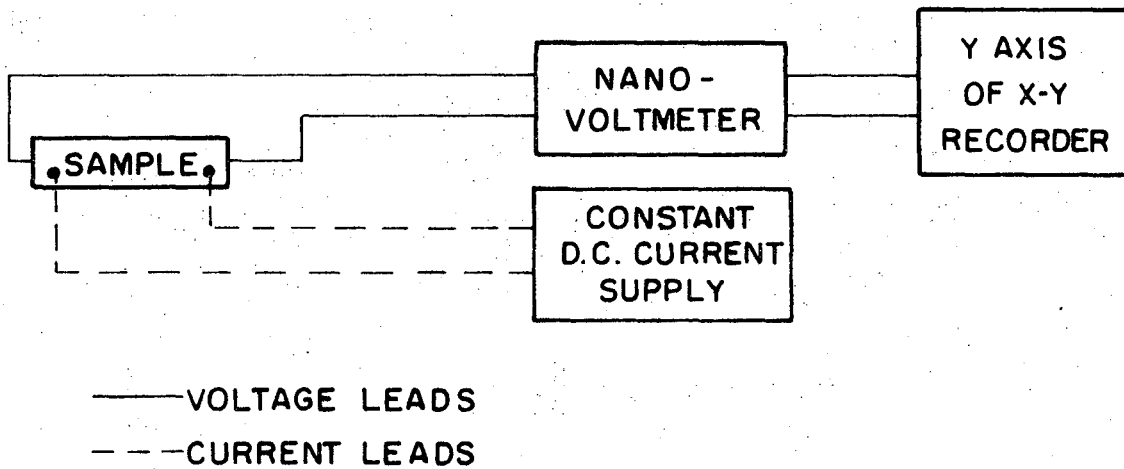 NANO-
VOLTMETER
Y AXIS
OF X-Y
RECORDER
SAMPLE
CONSTANT
D.C. CURRENT
SUPPLY
VOLTAGE LEADS
CURRENT LEADS